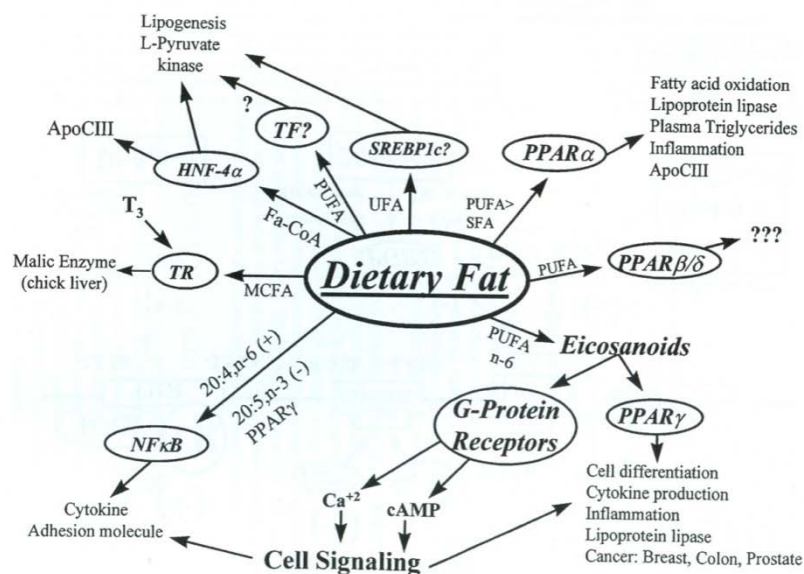 Lipogenesis
L-Pyruvate
kinase
?
TF?
SREBP1c?
PPARα
Fatty acid oxidation
Lipoprotein lipase
Plasma Triglycerides
Inflammation
ApoCIII
ApoCIII
HNF-4α
PUFA
UFA
PUFA>
SFA
Fa-CoA
T3
TR
Malic Enzyme
(chick liver)
MCFA
Dietary Fat
PUFA
PPARβ/δ
???
PUFA
n-6
Eicosanoids
20:4,n-6 (+)
20:5,n-3 (-)
PPARγ
G-Protein
Receptors
PPARγ
NFκB
Cytokine
Adhesion molecule
Ca+2
cAMP
Cell Signaling
Cell differentiation
Cytokine production
Inflammation
Lipoprotein lipase
Cancer: Breast, Colon, Prostate